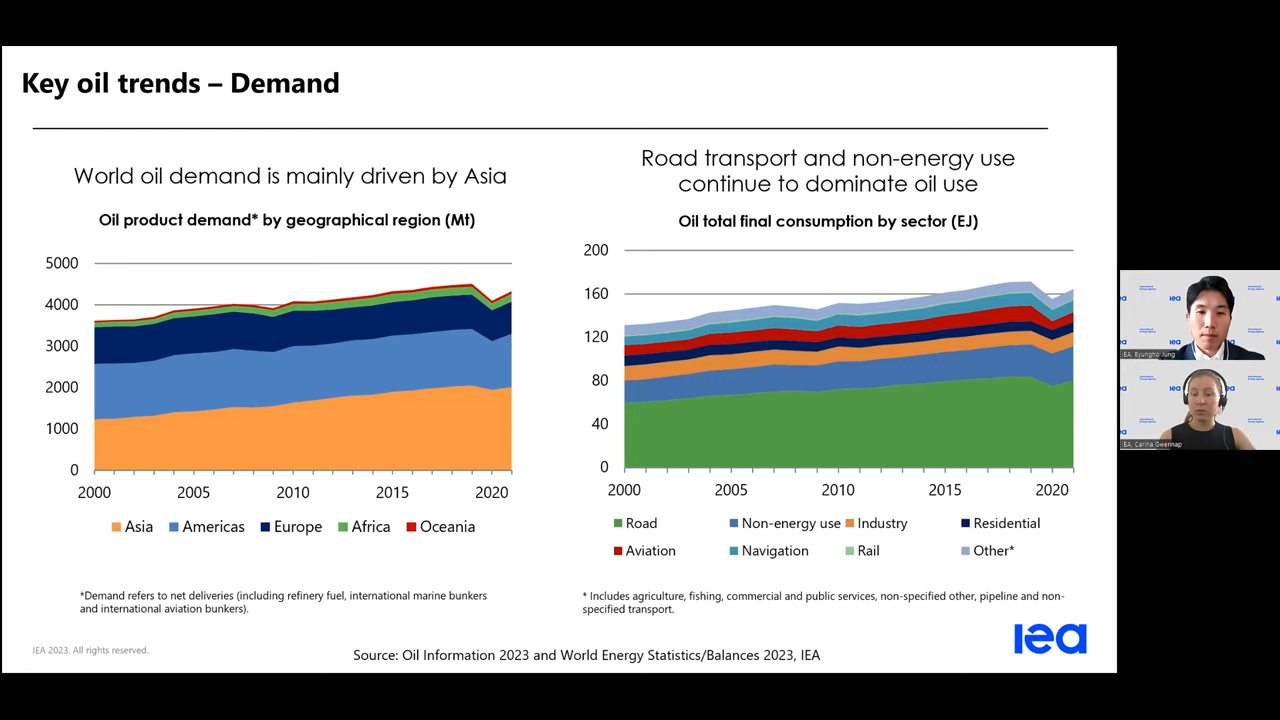 Key oil trends – Demand
World oil demand is mainly driven by Asia
Oil product demand* by geographical region (Mt)
5000
4000
3000
2000
1000
0
2000 2005 2010 2015 2020
Asia Americas Europe Africa Oceania
*Demand refers to net deliveries (including refinery fuel, international marine bunkers
and international aviation bunkers).
Road transport and non-energy use
continue to dominate oil use
Oil total final consumption by sector (EJ)
200
160
120
80
40
0
2000 2005 2010 2015 2020
Road Non-energy use Industry Residential
Aviation Navigation Rail Other*
* Includes agriculture, fishing, commercial and public services, non-specified other, pipeline and non-
specified transport.
IEA 2023. All rights reserved.
Source: Oil Information 2023 and World Energy Statistics/Balances 2023, IEA
iea
IEA, Byungho Jung
IEA, Carina Gwennap